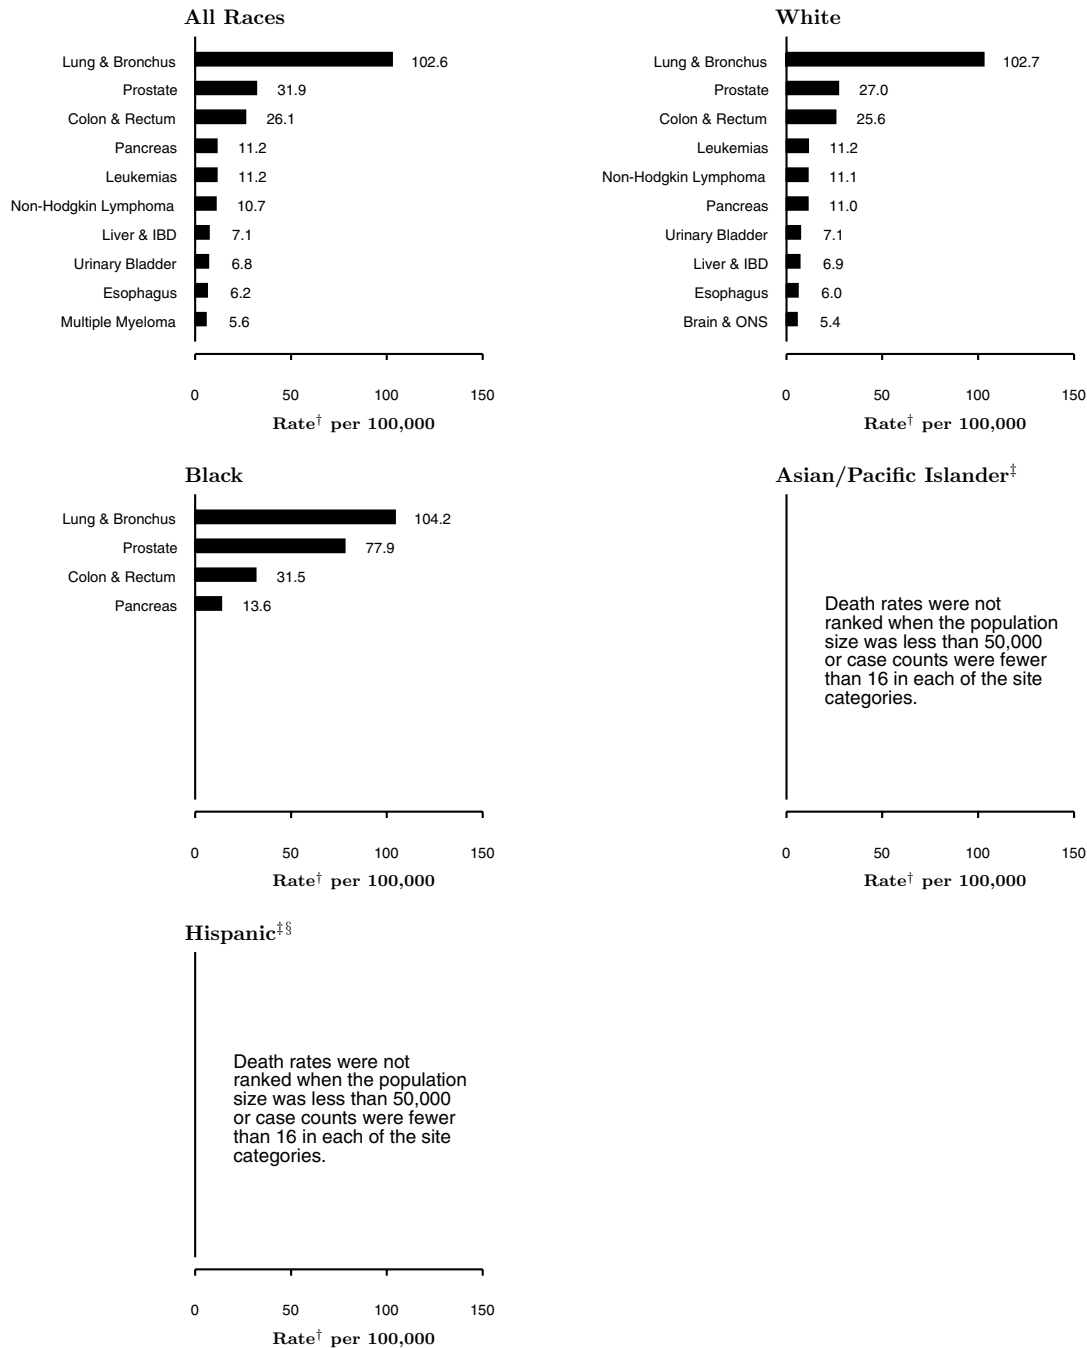 All Races
Lung & Bronchus 102.6
Prostate 31.9
Colon & Rectum 26.1
Pancreas 11.2
Leukemias 11.2
Non-Hodgkin Lymphoma 10.7
Liver & IBD 7.1
Urinary Bladder 6.8
Esophagus 6.2
Multiple Myeloma 5.6
0 50 100 150
Rate† per 100,000
White
Lung & Bronchus 102.7
Prostate 27.0
Colon & Rectum 25.6
Leukemias 11.2
Non-Hodgkin Lymphoma 11.1
Pancreas 11.0
Urinary Bladder 7.1
Liver & IBD 6.9
Esophagus 6.0
Brain & ONS 5.4
0 50 100 150
Rate† per 100,000
Black
Lung & Bronchus 104.2
Prostate 77.9
Colon & Rectum 31.5
Pancreas 13.6
0 50 100 150
Rate† per 100,000
Asian/Pacific Islander‡
Death rates were not
ranked when the population
size was less than 50,000
or case counts were fewer
than 16 in each of the site
categories.
0 50 100 150
Rate† per 100,000
Hispanic‡§
Death rates were not
ranked when the population
size was less than 50,000
or case counts were fewer
than 16 in each of the site
categories.
0 50 100 150
Rate† per 100,000